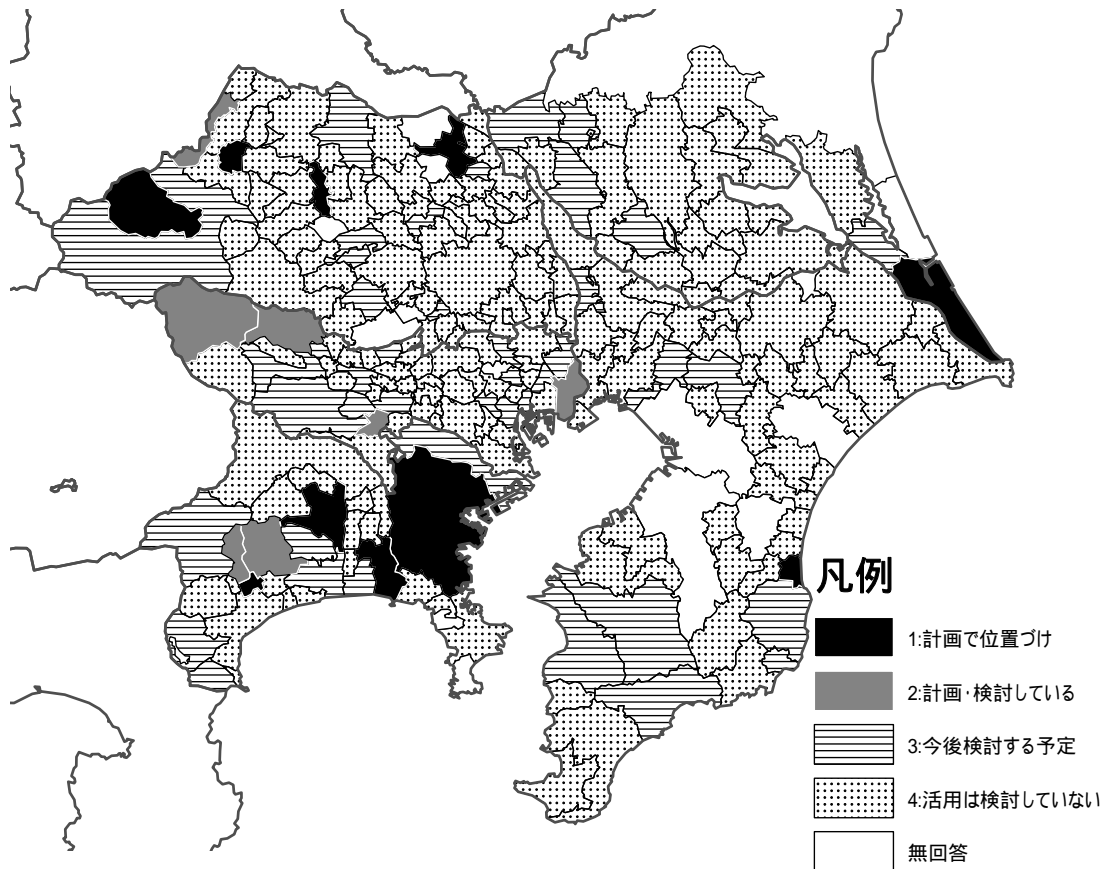 凡例
1:計画で位置づけ
2:計画・検討している
3:今後検討する予定
4:活用は検討していない
無回答